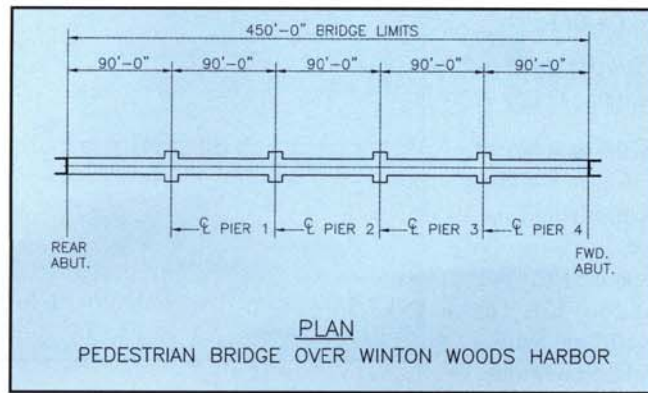 450'-0" BRIDGE LIMITS
90'-0" 90'-0" 90'-0" 90'-0" 90'-0"
℄ PIER 1 ℄ PIER 2 ℄ PIER 3 ℄ PIER 4
REAR ABUT.
FWD. ABUT.
PLAN
PEDESTRIAN BRIDGE OVER WINTON WOODS HARBOR